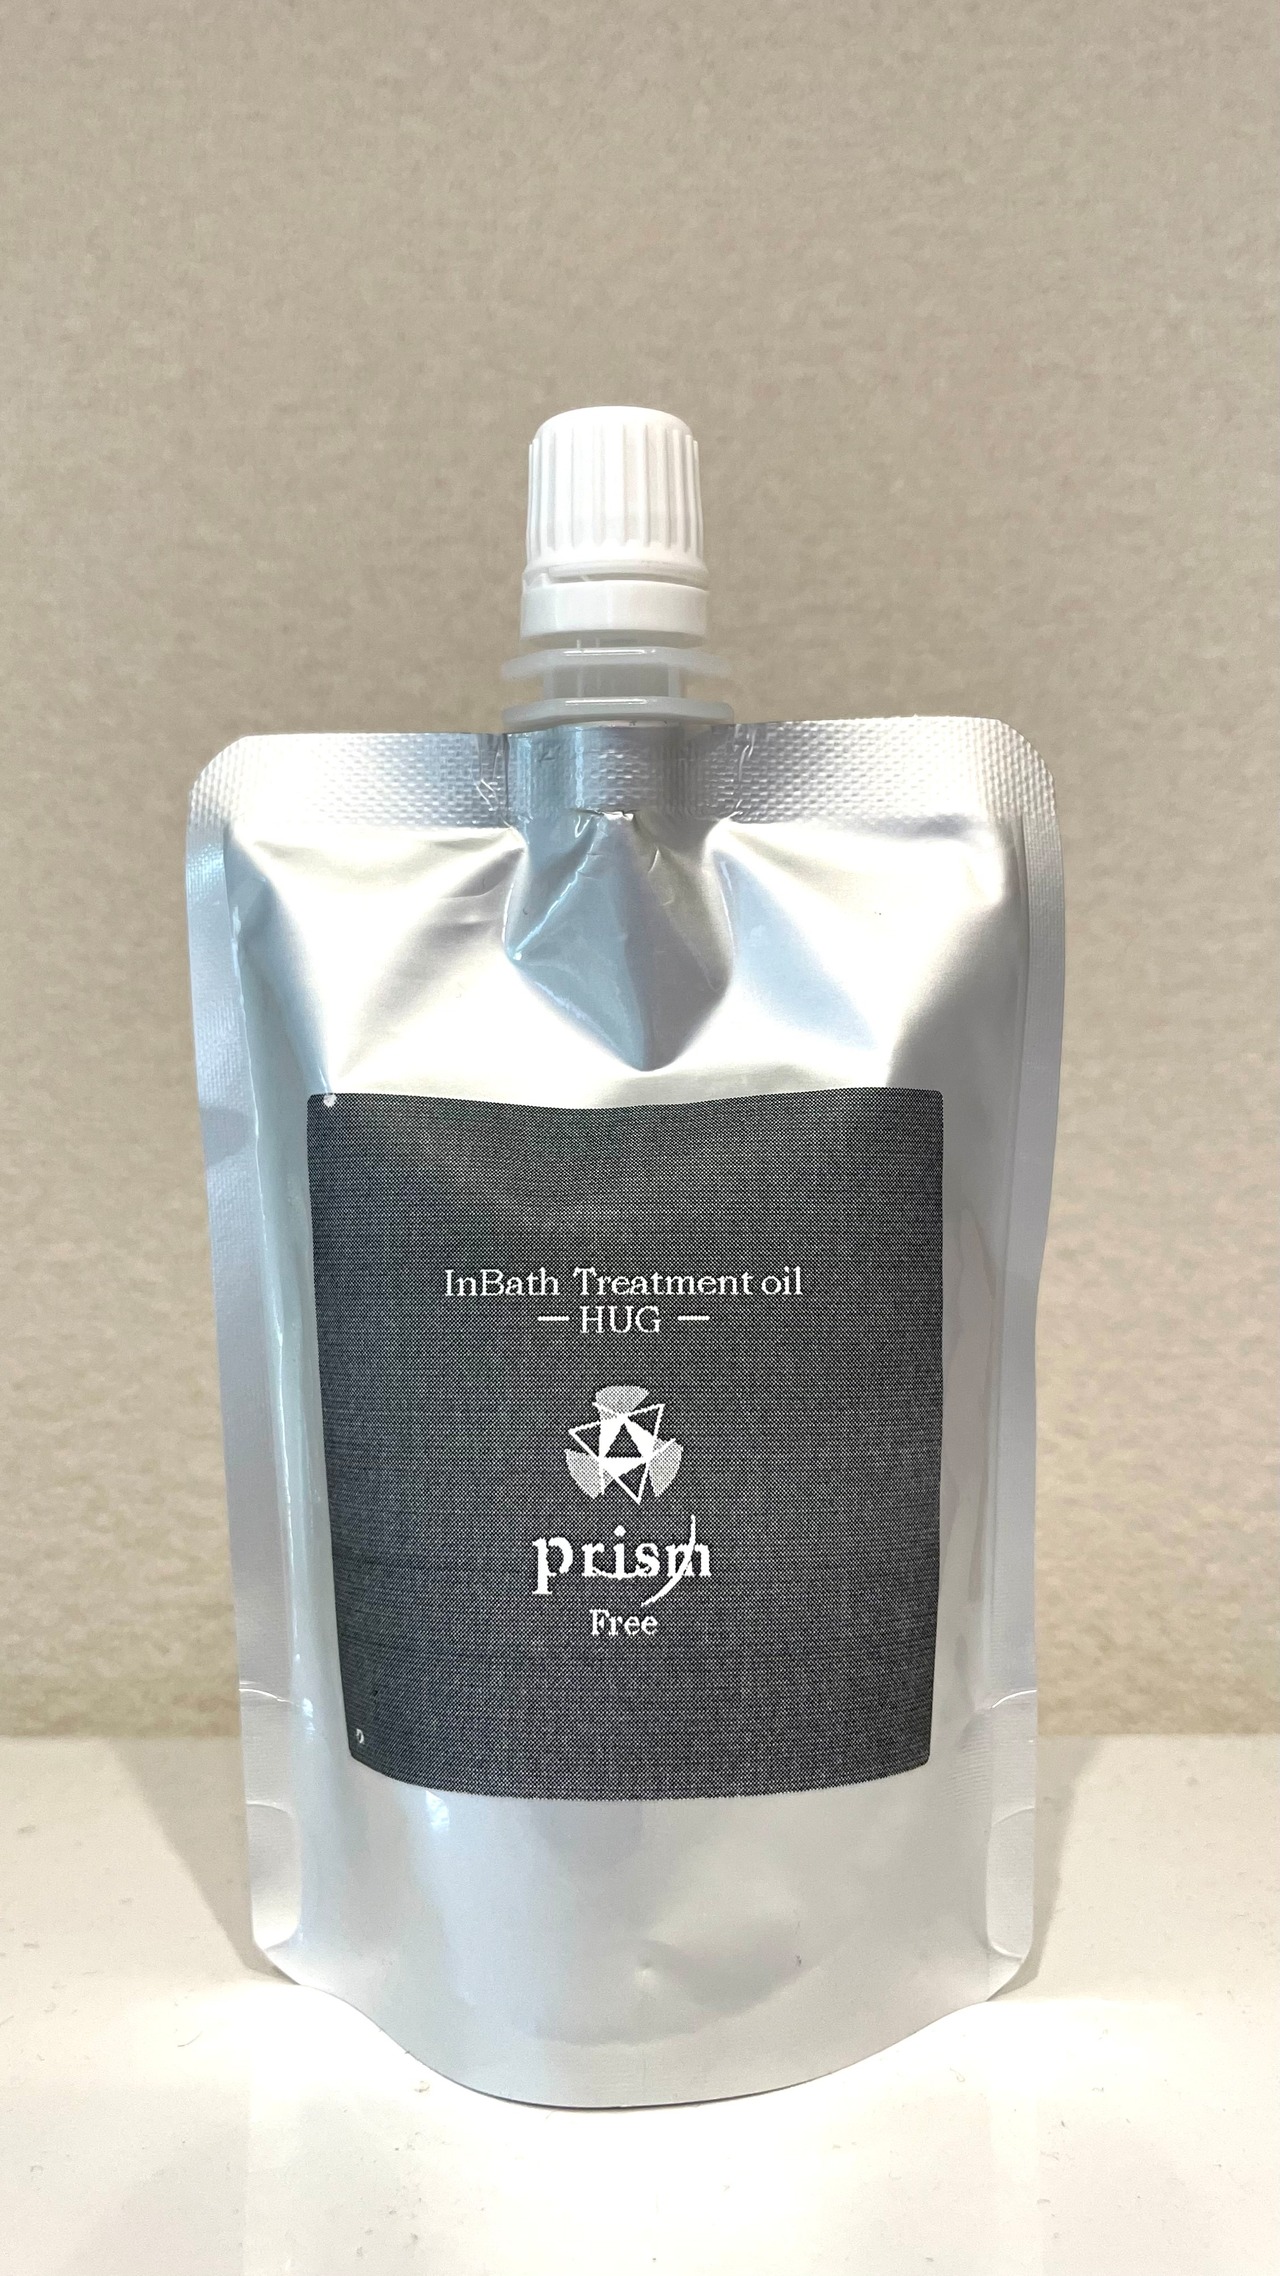 InBath Treatment oil
— HUG —
prism
Free